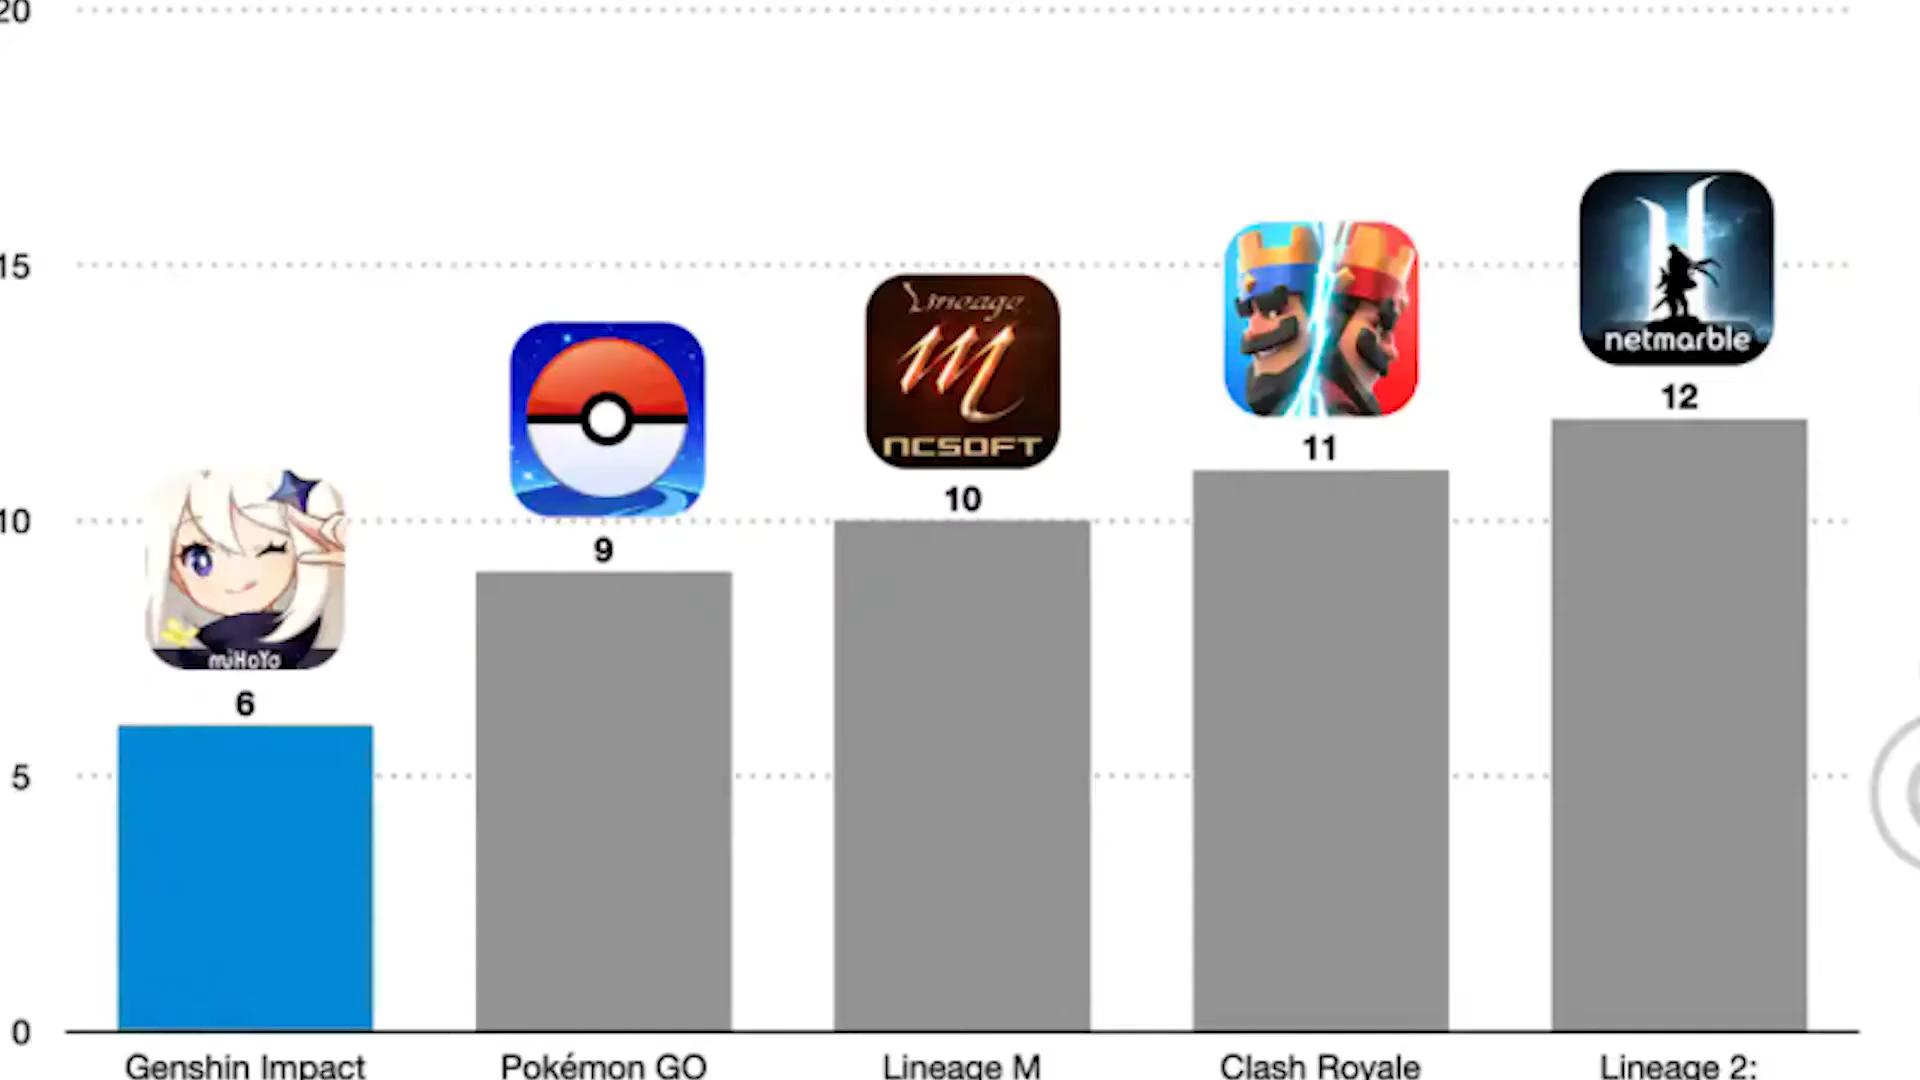 20
15
10
5
0
miHoYo
6
9
Lineage
M
NCSOFT
10
11
netmarble
12
Genshin Impact
Pokémon GO
Lineage M
Clash Royale
Lineage 2: